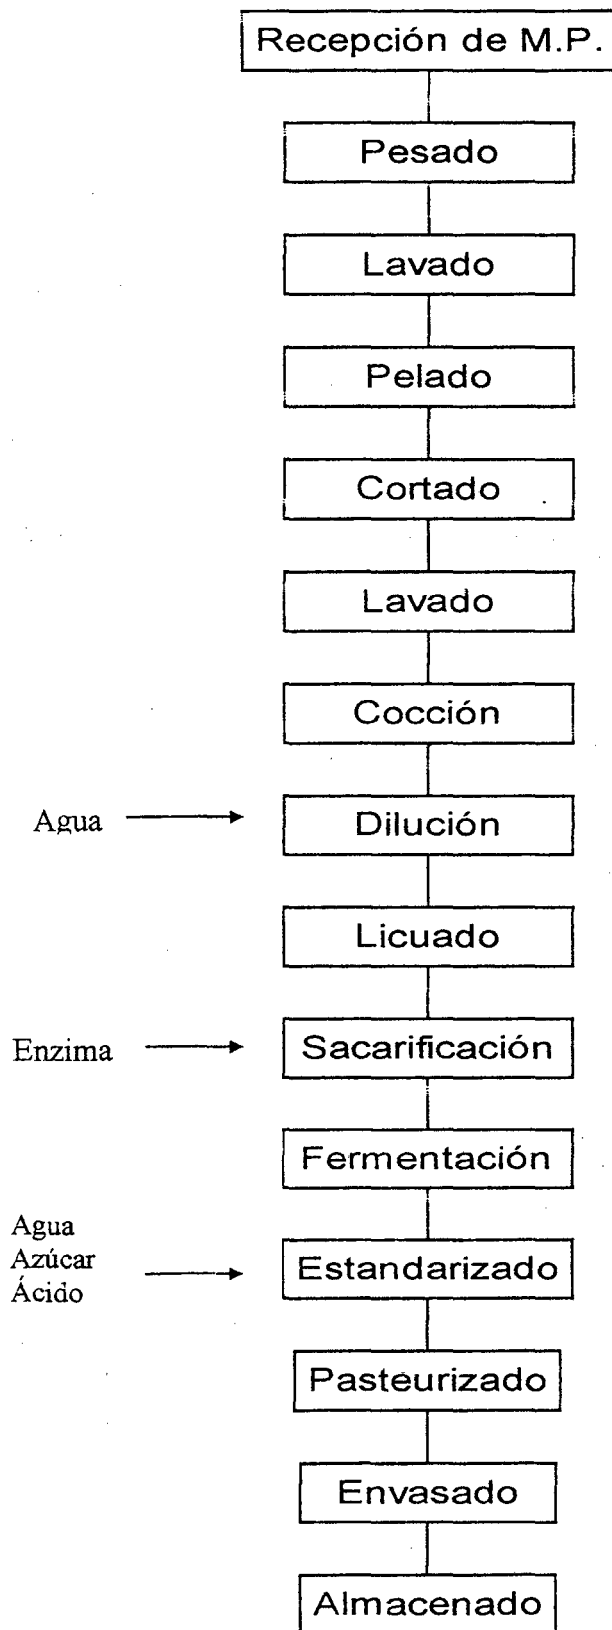 Recepción de M.P.
Pesado
Lavado
Pelado
Cortado
Lavado
Cocción
Agua
Dilución
Licuado
Enzima
Sacarificación
Fermentación
Agua
Azúcar
Ácido
Estandarizado
Pasteurizado
Envasado
Almacenado